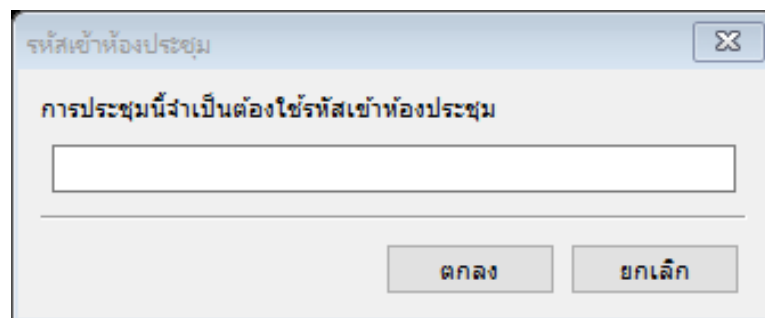 รหัสเข้าห้องประชุม
การประชุมนี้จำเป็นต้องใช้รหัสเข้าห้องประชุม
ตกลง
ยกเลิก